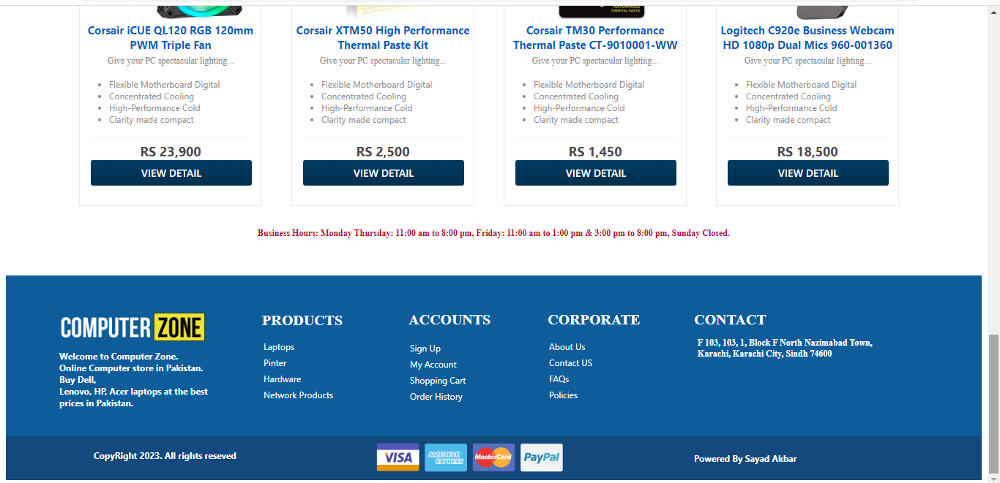 PERFORMANCE
THERMAL PASTE
Corsair iCUE QL120 RGB 120mm
PWM Triple Fan
Give your PC spectacular lighting...
Flexible Motherboard Digital
Concentrated Cooling
High-Performance Cold
Clarity made compact
RS 23,900
VIEW DETAIL
Corsair XTM50 High Performance
Thermal Paste Kit
Give your PC spectacular lighting...
Flexible Motherboard Digital
Concentrated Cooling
High-Performance Cold
Clarity made compact
RS 2,500
VIEW DETAIL
Corsair TM30 Performance
Thermal Paste CT-9010001-WW
Give your PC spectacular lighting...
Flexible Motherboard Digital
Concentrated Cooling
High-Performance Cold
Clarity made compact
RS 1,450
VIEW DETAIL
Logitech C920e Business Webcam
HD 1080p Dual Mics 960-001360
Give your PC spectacular lighting...
Flexible Motherboard Digital
Concentrated Cooling
High-Performance Cold
Clarity made compact
RS 18,500
VIEW DETAIL
Business Hours: Monday Thursday: 11:00 am to 8:00 pm, Friday: 11:00 am to 1:00 pm & 3:00 pm to 8:00 pm, Sunday Closed.
COMPUTER ZONE
Welcome to Computer Zone.
Online Computer store in Pakistan.
Buy Dell,
Lenovo, HP, Acer laptops at the best
prices in Pakistan.
PRODUCTS
Laptops
Pinter
Hardware
Network Products
ACCOUNTS
Sign Up
My Account
Shopping Cart
Order History
CORPORATE
About Us
Contact US
FAQs
Policies
CONTACT
F 103, 103, 1, Block F North Nazimabad Town,
Karachi, Karachi City, Sindh 74600
CopyRight 2023. All rights reseved
VISA
AMERICAN
EXPRESS
MasterCard
PayPal
Powered By Sayad Akbar